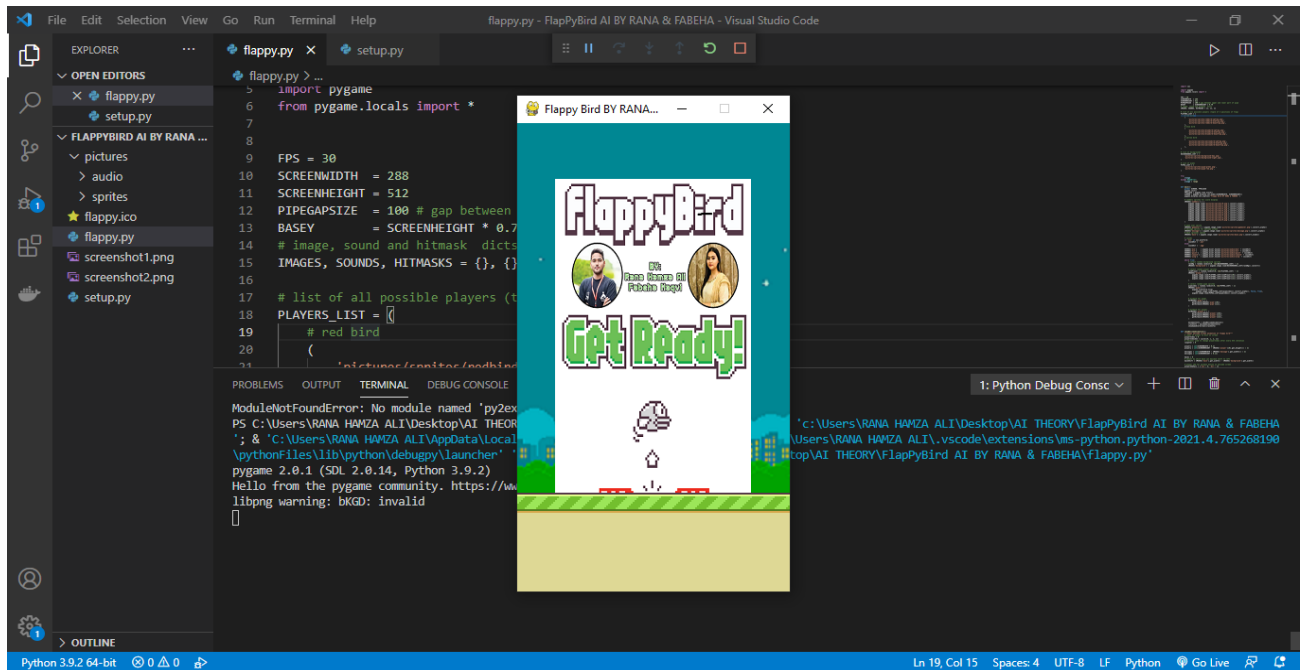 File Edit Selection View Go Run Terminal Help flappy.py - FlapPyBird AI BY RANA & FABEHA - Visual Studio Code
EXPLORER
OPEN EDITORS
flappy.py
setup.py
FLAPPYBIRD AI BY RANA ...
pictures
audio
sprites
flappy.ico
flappy.py
screenshot1.png
screenshot2.png
setup.py
OUTLINE
flappy.py setup.py
flappy.py > ...
5 import pygame
6 from pygame.locals import *
7
8
9 FPS = 30
10 SCREENWIDTH = 288
11 SCREENHEIGHT = 512
12 PIPEGAPSIZE = 100 # gap between
13 BASEY = SCREENHEIGHT * 0.7
14 # image, sound and hitmask dicts
15 IMAGES, SOUNDS, HITMASKS = {}, {}
16
17 # list of all possible players (t
18 PLAYERS_LIST = (
19 # red bird
20 (
21 'pictures/sprites/redbird
Flappy Bird BY RANA...
FlappyBird
BY:
Rana Hamza Ali
Fabeha Naqvi
Get Ready!
PROBLEMS OUTPUT TERMINAL DEBUG CONSOLE 1: Python Debug Consc
ModuleNotFoundError: No module named 'py2ex
PS C:\Users\RANA HAMZA ALI\Desktop\AI THEOR 'c:\Users\RANA HAMZA ALI\Desktop\AI THEORY\FlapPyBird AI BY RANA & FABEHA
'; & 'C:\Users\RANA HAMZA ALI\AppData\Local \Users\RANA HAMZA ALI\.vscode\extensions\ms-python.python-2021.4.765268190
\pythonFiles\lib\python\debugpy\launcher' ' top\AI THEORY\FlapPyBird AI BY RANA & FABEHA\flappy.py'
pygame 2.0.1 (SDL 2.0.14, Python 3.9.2)
Hello from the pygame community. https://ww
libpng warning: bKGD: invalid
Python 3.9.2 64-bit 0 0 Ln 19, Col 15 Spaces: 4 UTF-8 LF Python Go Live